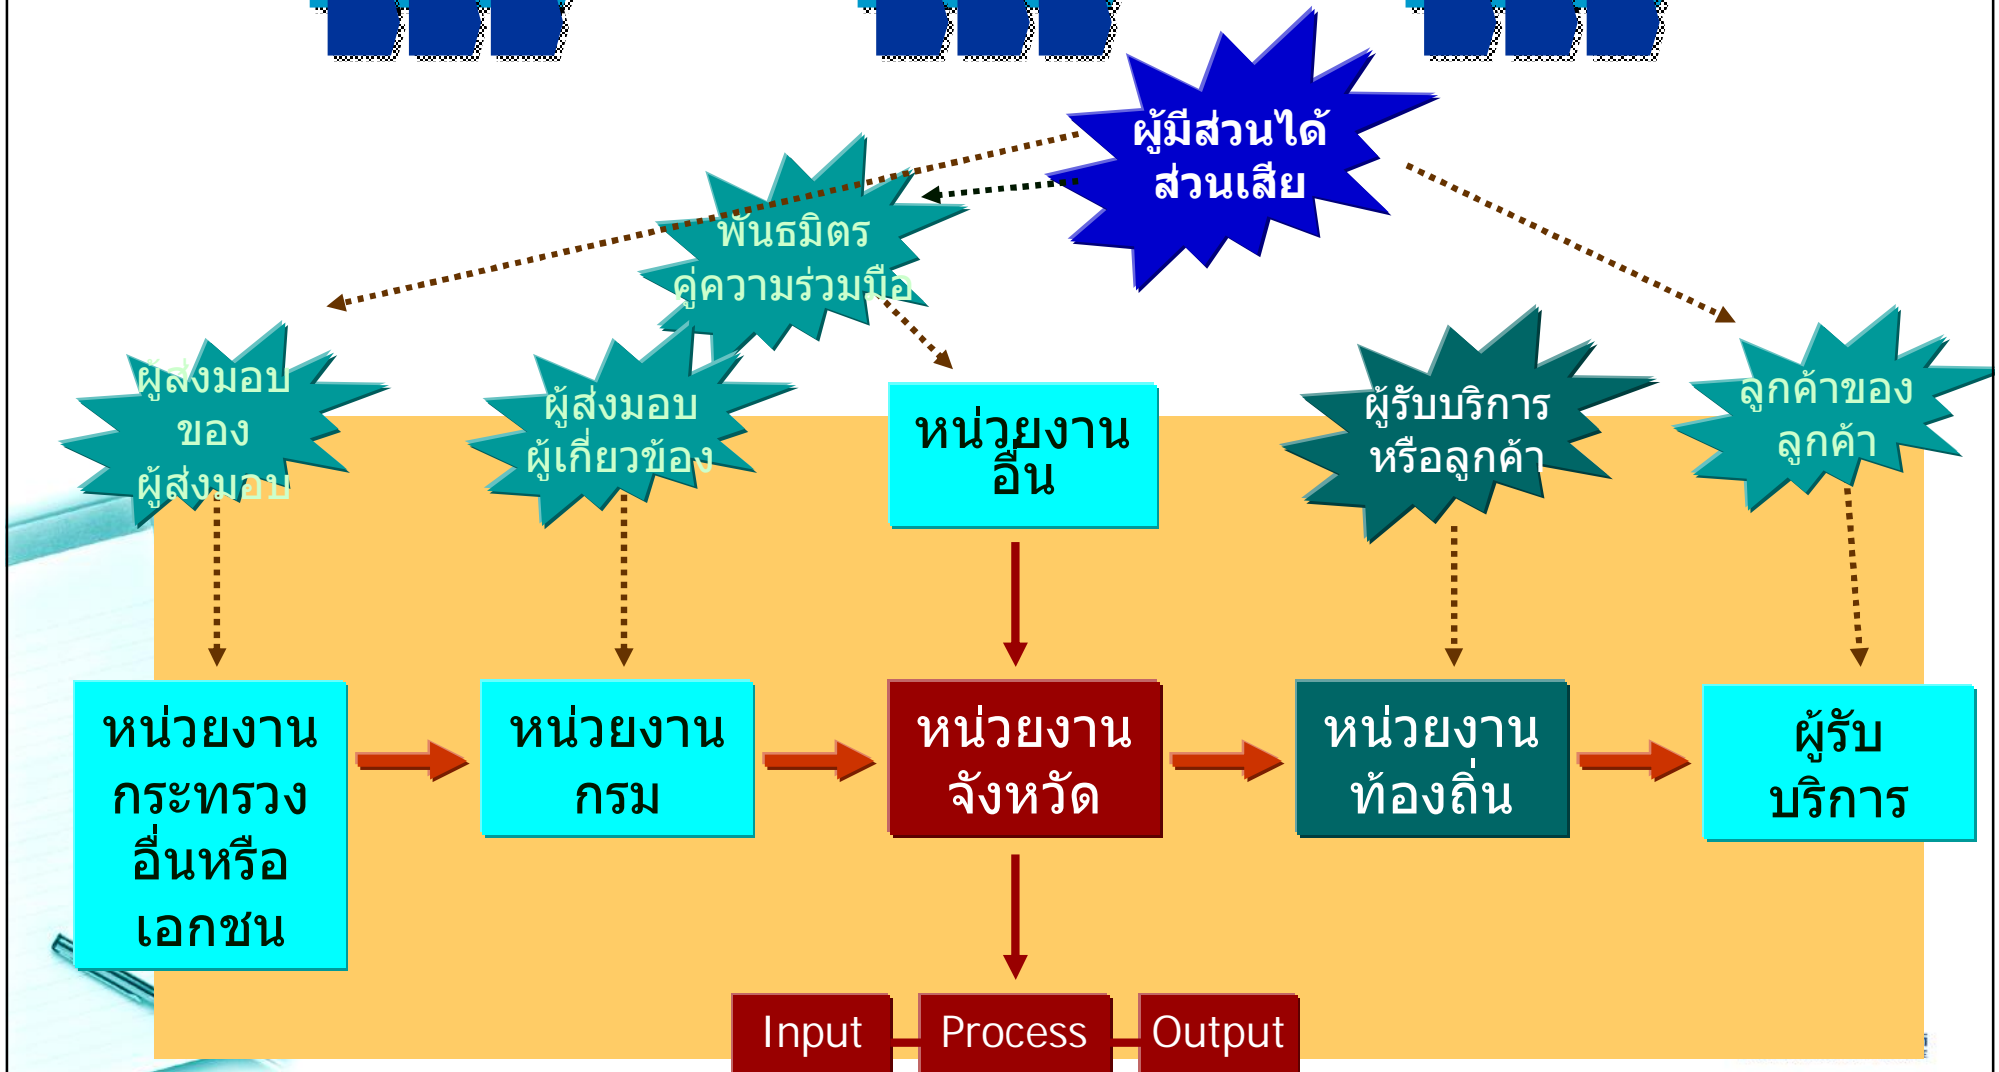 ผู้มีส่วนได้
ส่วนเสีย
พันธมิตร
คู่ความร่วมมือ
ผู้ส่งมอบ
ของ
ผู้ส่งมอบ
ผู้ส่งมอบ
ผู้เกี่ยวข้อง
หน่วยงาน
อื่น
ผู้รับบริการ
หรือลูกค้า
ลูกค้าของ
ลูกค้า
หน่วยงาน
กระทรวง
อื่นหรือ
เอกชน
หน่วยงาน
กรม
หน่วยงาน
จังหวัด
หน่วยงาน
ท้องถิ่น
ผู้รับ
บริการ
Input
Process
Output